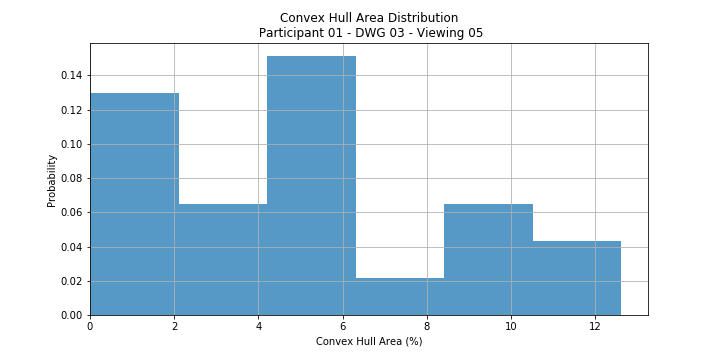 Convex Hull Area Distribution
Participant 01 - DWG 03 - Viewing 05
0.14
0.12
0.10
0.08
0.06
0.04
0.02
0.00
Probability
0 2 4 6 8 10 12
Convex Hull Area (%)